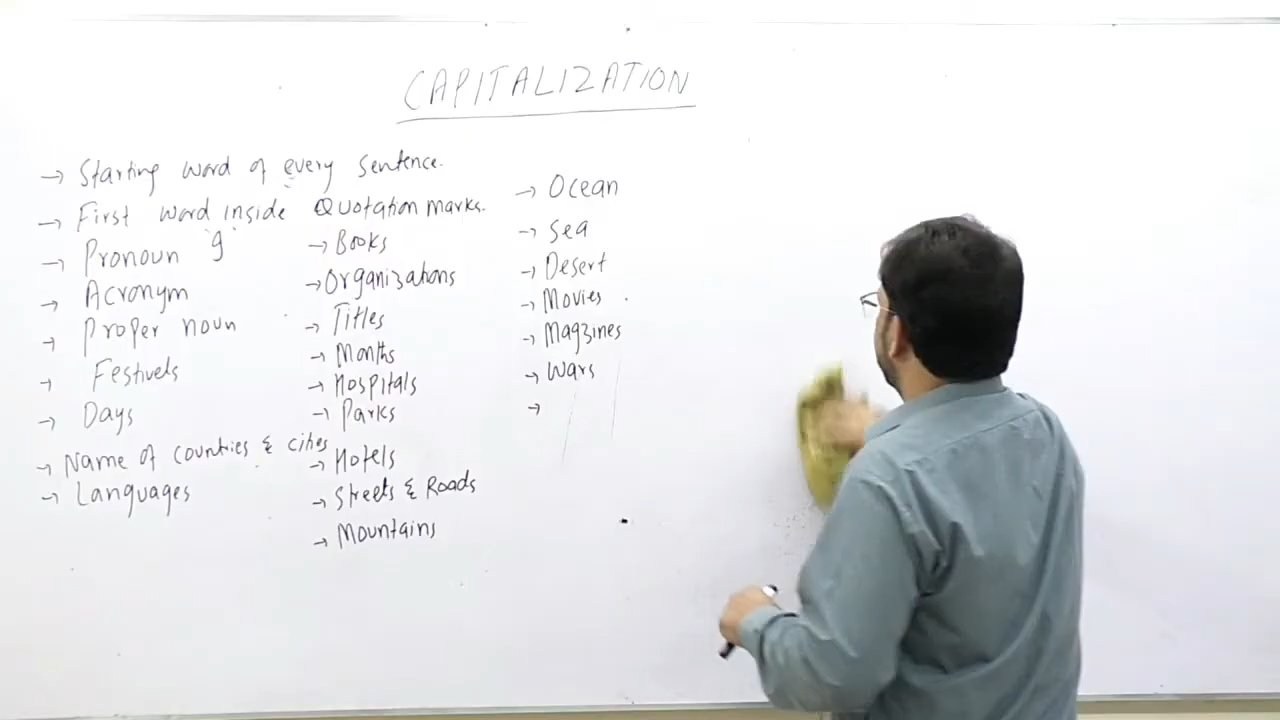 CAPITALIZATION
→ Starting word of every sentence.
→ First word inside Quotation marks.
→ Pronoun I
→ Acronym
→ Proper noun
→ Festivels
→ Days
→ Name of countries & cities
→ Languages
→ Books
→ Organizations
→ Titles
→ Months
→ Hospitals
→ Parks
→ Hotels
→ Streets & Roads
→ Mountains
→ Ocean
→ Sea
→ Desert
→ Movies
→ Magzines
→ Wars
→